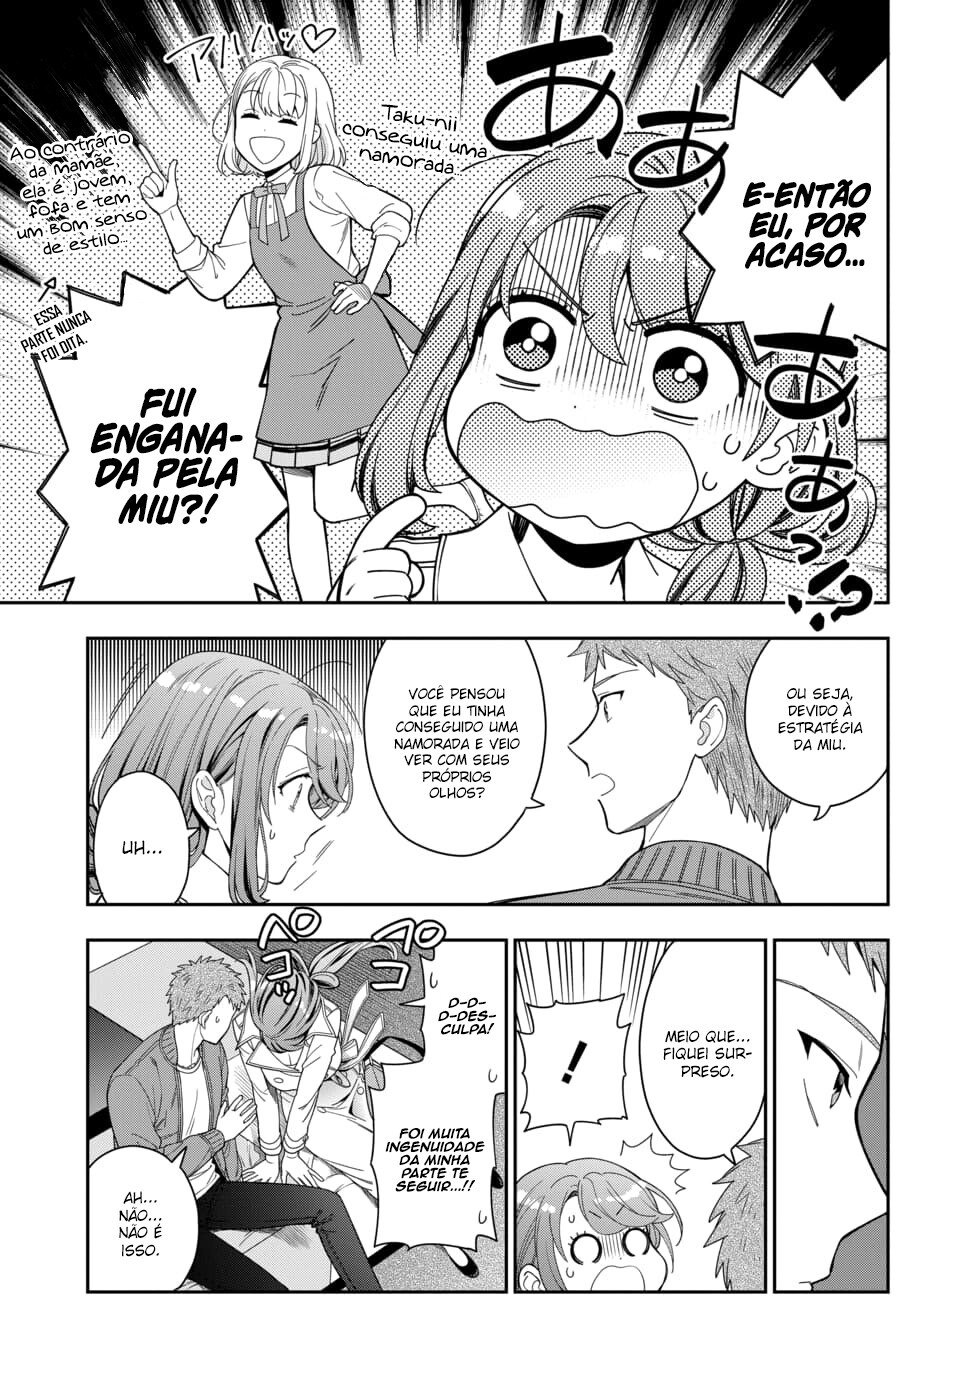 E-ENTÃO
EU, POR
ACASO...
ああ
ああ
ああ?!?
アハハッ♡
Taku-nii
conseguiu uma
namorada.
Ao contrário
da mamãe,
ela é jovem,
fofa e tem
um bom senso
de estilo...
ESSA
PARTE NUNCA
FOI DITA.
FUI
ENGANA-
DA PELA
MIU?!
OU SEJA,
DEVIDO À
ESTRATÉGIA
DA MIU.
VOCÊ PENSOU
QUE EU TINHA
CONSEGUIDO UMA
NAMORADA E VEIO
VER COM SEUS
PRÓPRIOS
OLHOS?
UH...
MEIO QUE...
FIQUEI SUR-
PRESO.
!
ペコッ
ペコ
D-D-
D-DES-
CULPA!
FOI MUITA
INGENUIDADE
DA MINHA
PARTE TE
SEGUIR...!!
AH...
NÃO...
NÃO É
ISSO.